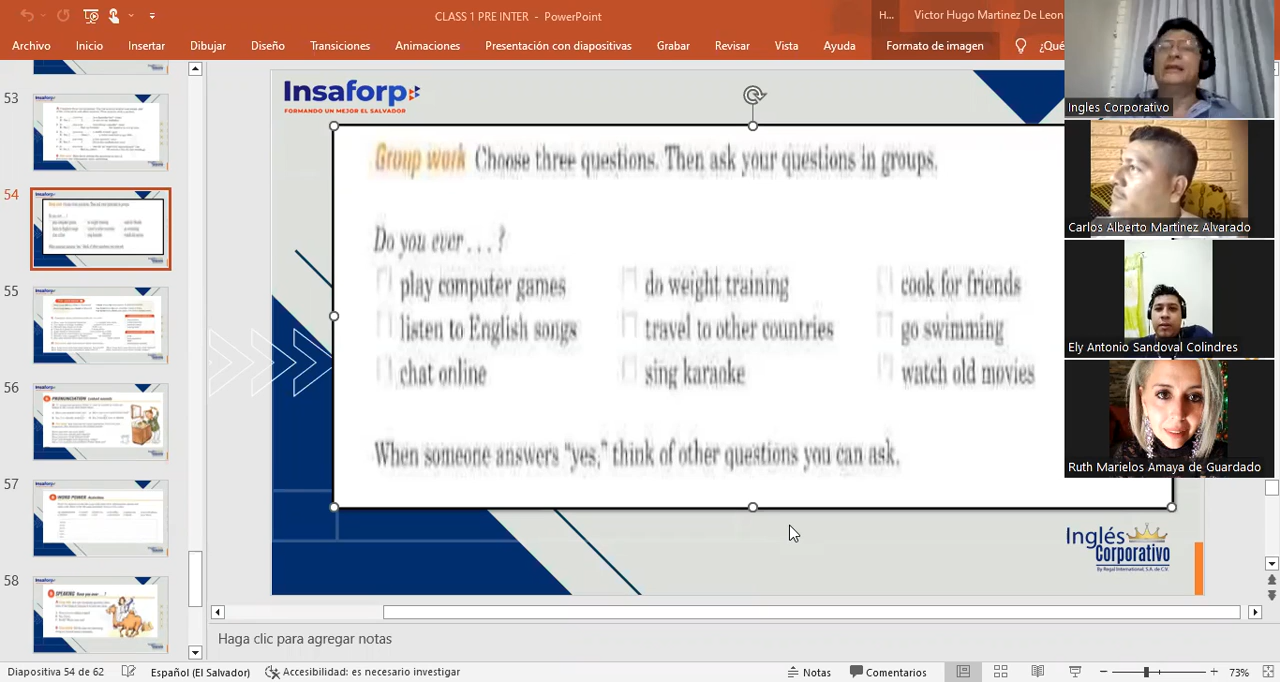 CLASS 1 PRE INTER - PowerPoint
H...
Victor Hugo Martinez De Leon
Archivo Inicio Insertar Dibujar Diseño Transiciones Animaciones Presentación con diapositivas Grabar Revisar Vista Ayuda Formato de imagen ¿Qué
53
54
55
56
57
58
Insaforp
FORMANDO UN MEJOR EL SALVADOR
Group work Choose three questions. Then ask your questions in groups.
Do you ever . . . ?
play computer games do weight training cook for friends
listen to English songs travel to other countries go swimming
chat online sing karaoke watch old movies
When someone answers "yes," think of other questions you can ask.
Inglés
Corporativo
By Regal International, S.A. de C.V.
Ingles Corporativo
Carlos Alberto Martinez Alvarado
Ely Antonio Sandoval Colindres
Ruth Marielos Amaya de Guardado
Haga clic para agregar notas
Diapositiva 54 de 62 Español (El Salvador) Accesibilidad: es necesario investigar Notas Comentarios 73%